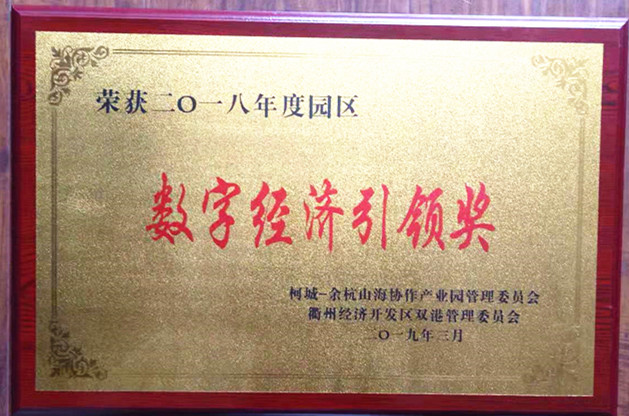 荣获二〇一八年度园区
数字经济引领奖
柯城-余杭山海协作产业园管理委员会
衢州经济开发区双港管理委员会
二〇一九年三月